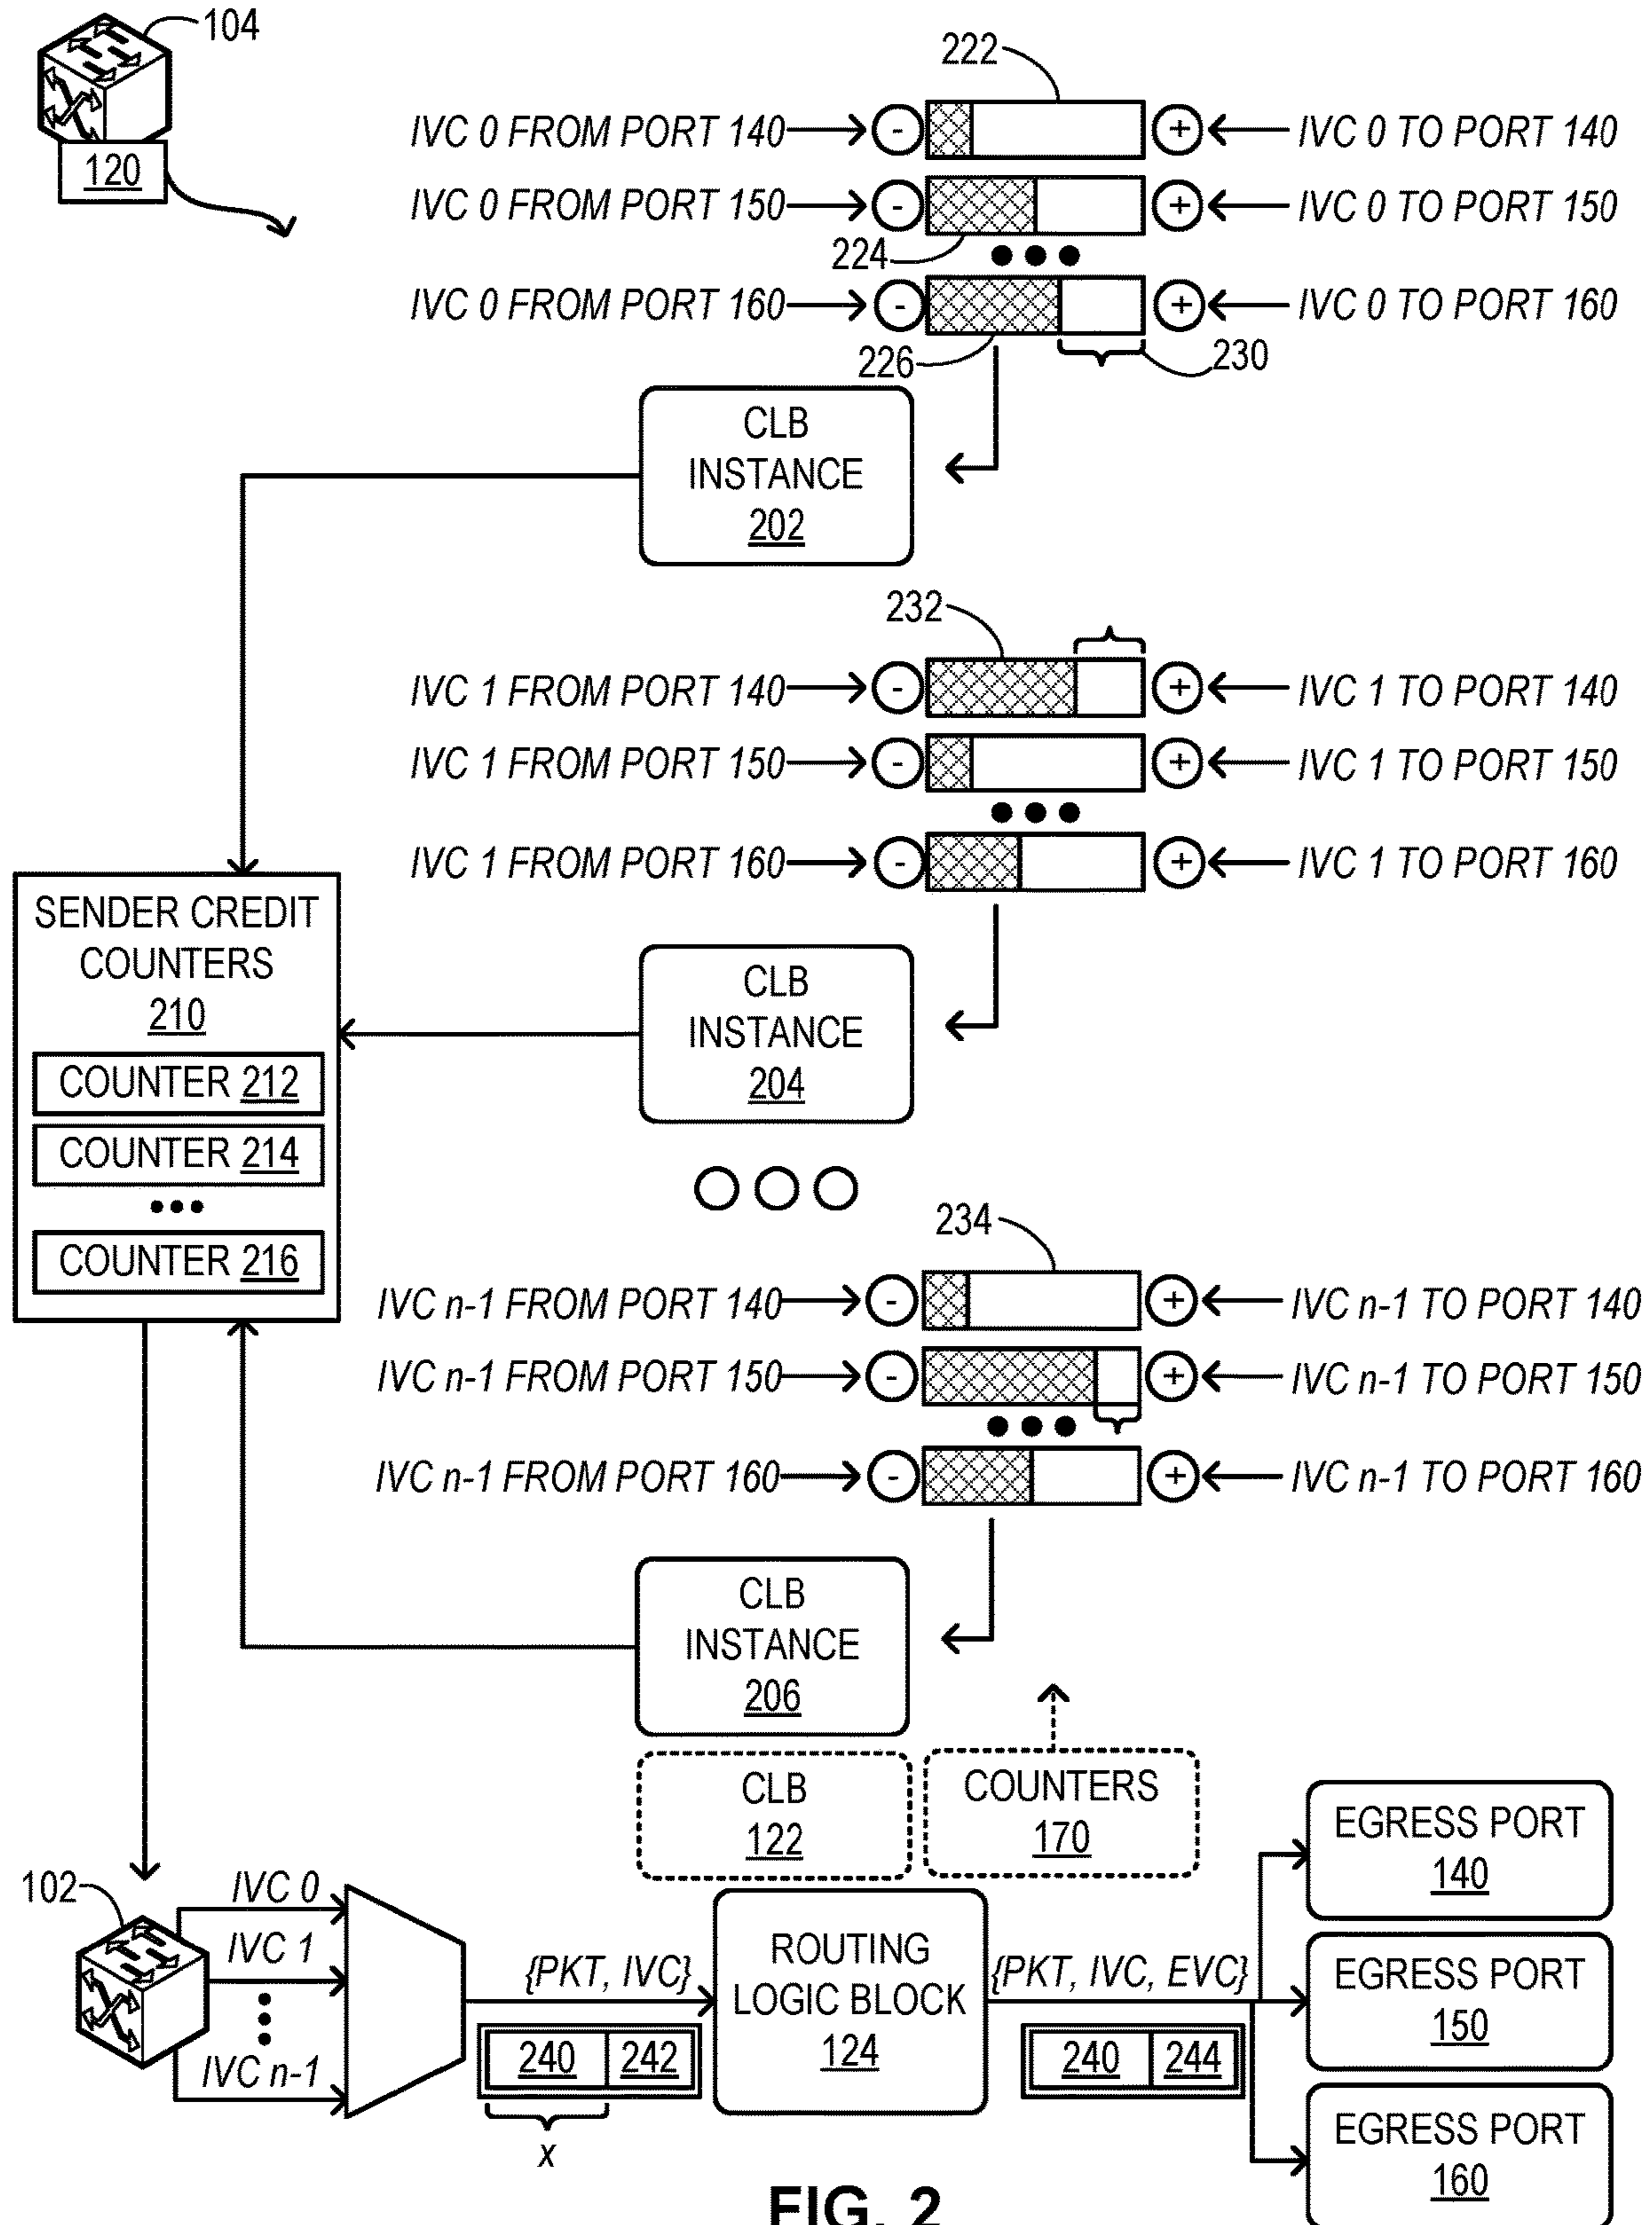 104
120
222
IVC 0 FROM PORT 140
-
+
IVC 0 TO PORT 140
IVC 0 FROM PORT 150
-
+
IVC 0 TO PORT 150
224
IVC 0 FROM PORT 160
-
+
IVC 0 TO PORT 160
226
230
CLB
INSTANCE
202
232
IVC 1 FROM PORT 140
-
+
IVC 1 TO PORT 140
IVC 1 FROM PORT 150
-
+
IVC 1 TO PORT 150
IVC 1 FROM PORT 160
-
+
IVC 1 TO PORT 160
SENDER CREDIT
COUNTERS
210
COUNTER 212
COUNTER 214
COUNTER 216
CLB
INSTANCE
204
234
IVC n-1 FROM PORT 140
-
+
IVC n-1 TO PORT 140
IVC n-1 FROM PORT 150
-
+
IVC n-1 TO PORT 150
IVC n-1 FROM PORT 160
-
+
IVC n-1 TO PORT 160
CLB
INSTANCE
206
CLB
122
COUNTERS
170
102
IVC 0
IVC 1
IVC n-1
{PKT, IVC}
240
242
x
ROUTING
LOGIC BLOCK
124
{PKT, IVC, EVC}
240
244
EGRESS PORT
140
EGRESS PORT
150
EGRESS PORT
160
FIG. 2